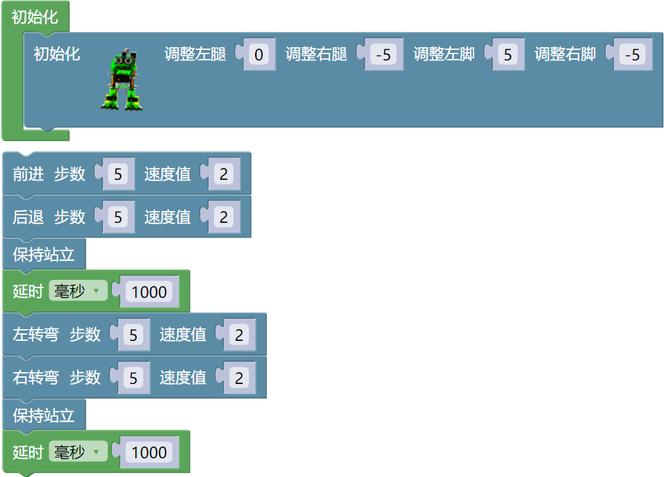 初始化
初始化 调整左腿 0 调整右腿 -5 调整左脚 5 调整右脚 -5
前进 步数 5 速度值 2
后退 步数 5 速度值 2
保持站立
延时 毫秒 1000
左转弯 步数 5 速度值 2
右转弯 步数 5 速度值 2
保持站立
延时 毫秒 1000